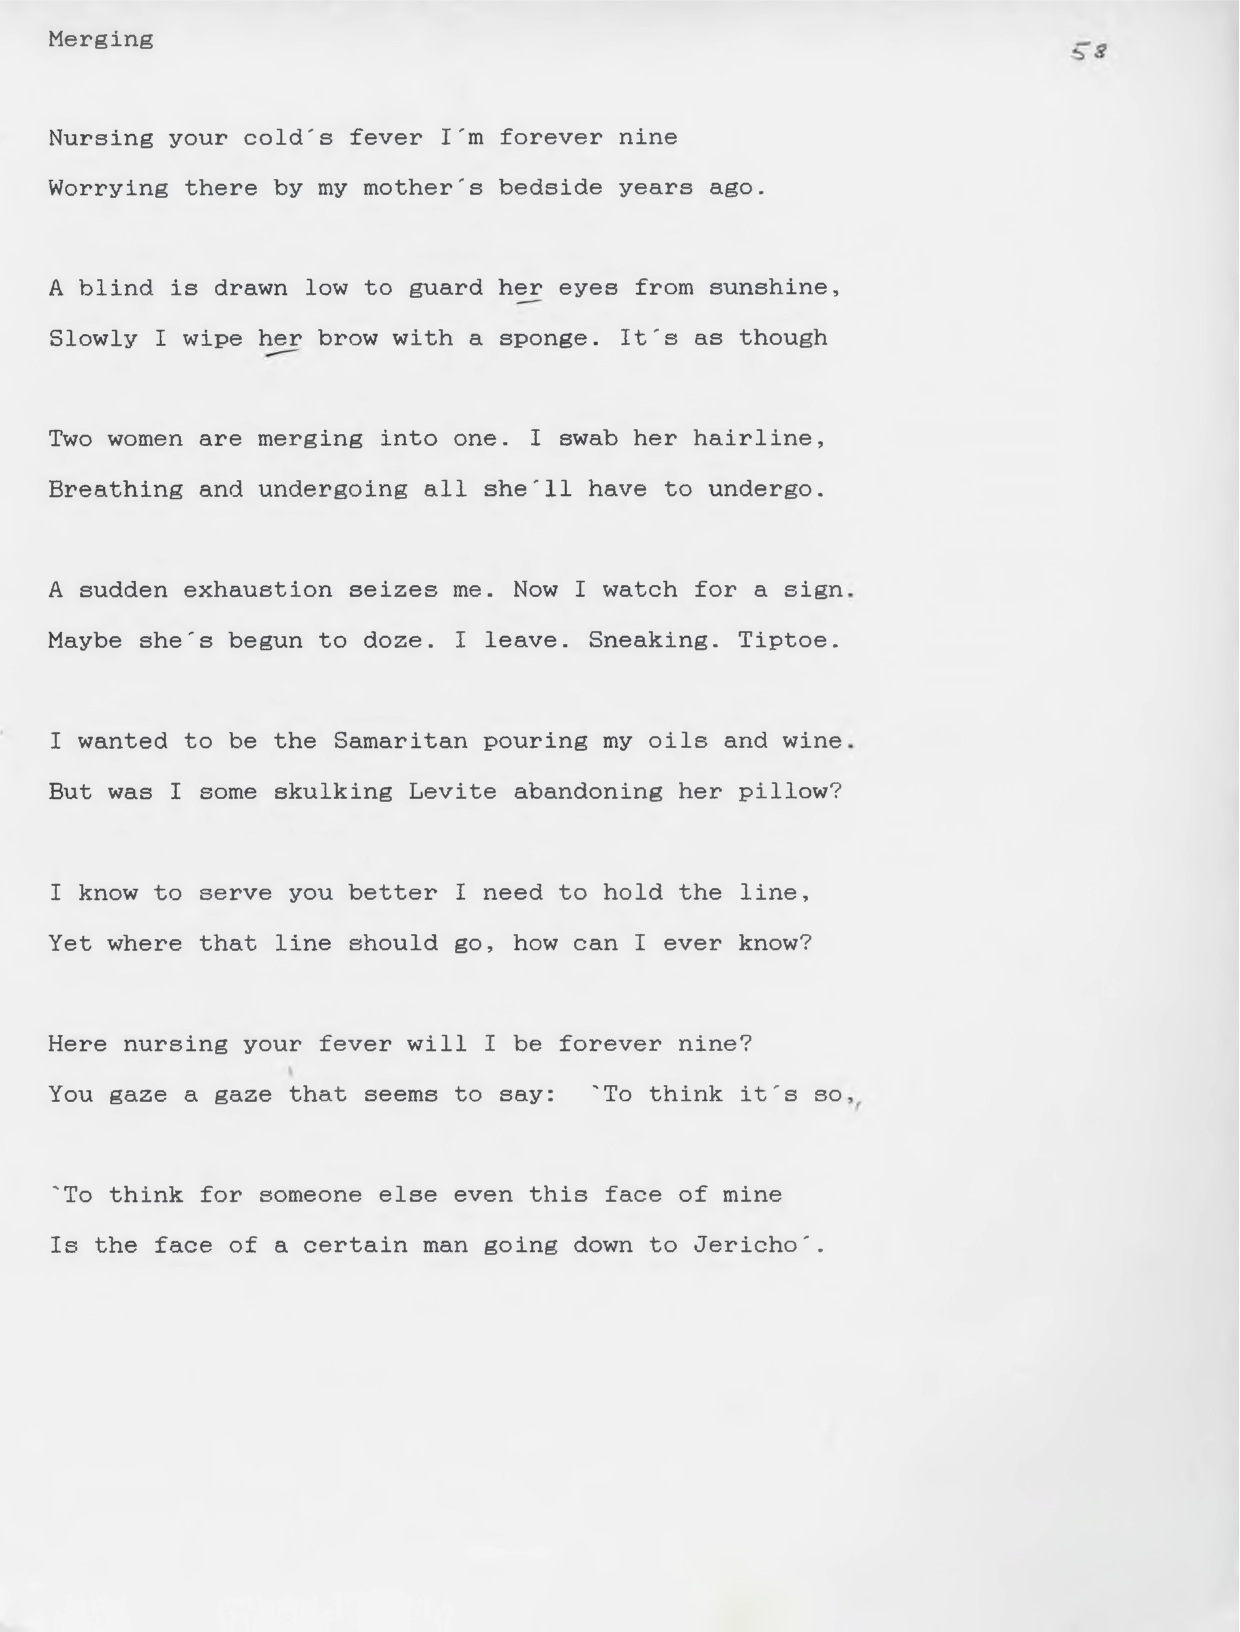 Merging
58
Nursing your cold´s fever I´m forever nine
Worrying there by my mother´s bedside years ago.
A blind is drawn low to guard her eyes from sunshine,
Slowly I wipe her brow with a sponge. It´s as though
Two women are merging into one. I swab her hairline,
Breathing and undergoing all she´ll have to undergo.
A sudden exhaustion seizes me. Now I watch for a sign.
Maybe she´s begun to doze. I leave. Sneaking. Tiptoe.
I wanted to be the Samaritan pouring my oils and wine.
But was I some skulking Levite abandoning her pillow?
I know to serve you better I need to hold the line,
Yet where that line should go, how can I ever know?
Here nursing your fever will I be forever nine?
You gaze a gaze that seems to say: `To think it´s so,
`To think for someone else even this face of mine
Is the face of a certain man going down to Jericho´.